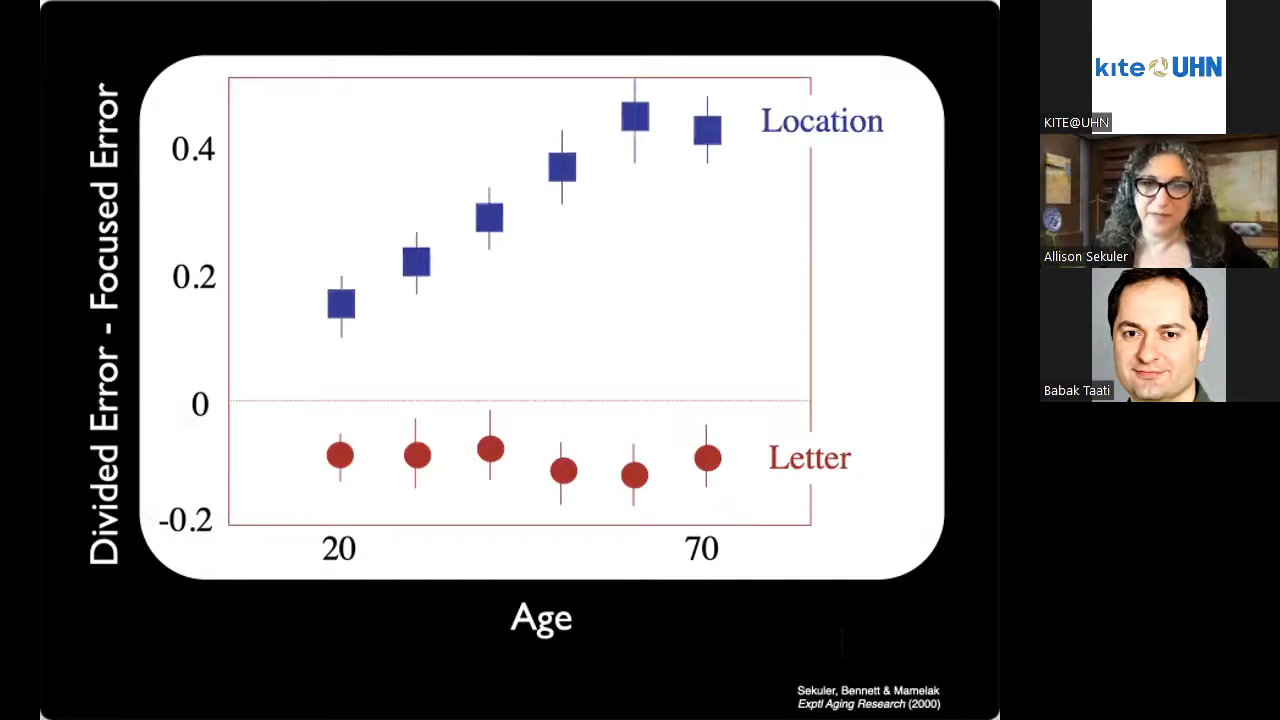 Divided Error - Focused Error
0.4
0.2
0
-0.2
Location
Letter
20
70
Age
Sekuler, Bennett & Mamelak
Exptl Aging Research (2000)
kite UHN
KITE@UHN
Allison Sekuler
Babak Taati